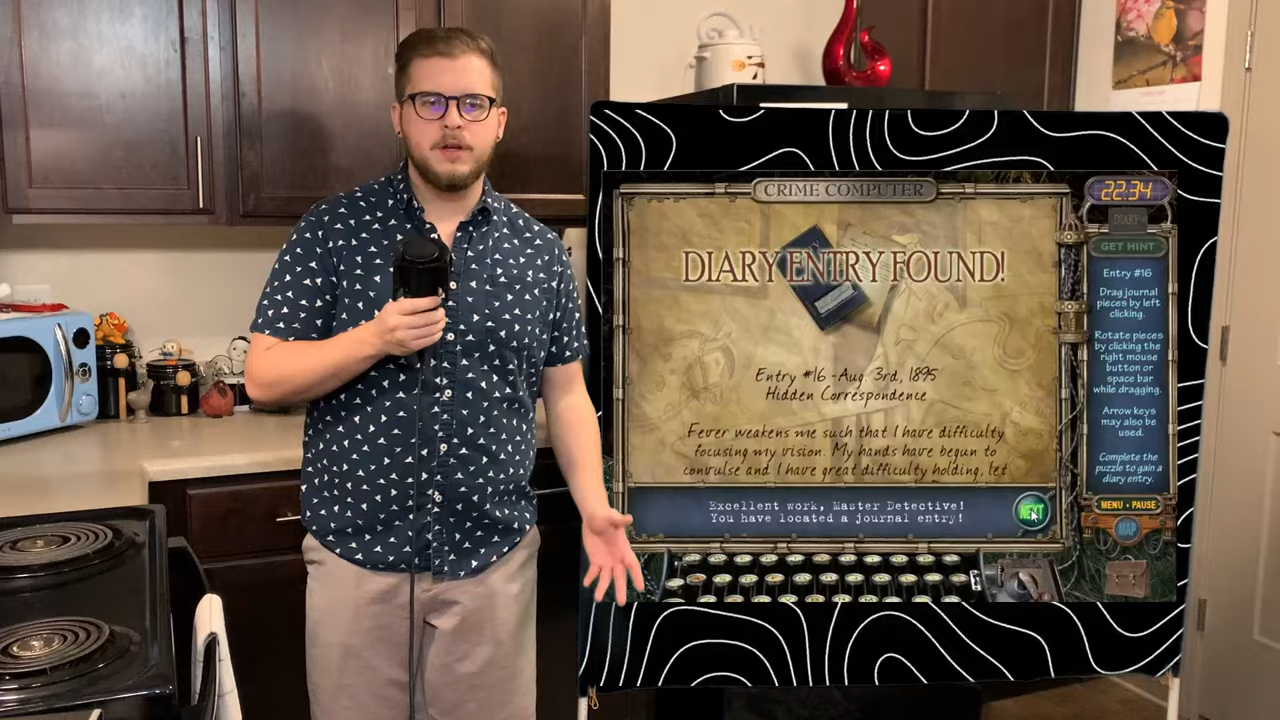 CRIME COMPUTER
22:34
DIARY
GET HINT
DIARY ENTRY FOUND!
Entry #16 - Aug. 3rd, 1895
Hidden Correspondence
Fever weakens me such that I have difficulty
focusing my vision. My hands have begun to
convulse and I have great difficulty holding, let
Excellent work, Master Detective!
You have located a journal entry!
NEXT
Entry #16
Drag journal
pieces by left
clicking.
Rotate pieces
by clicking the
right mouse
button or
space bar
while dragging.
Arrow keys
may also be
used.
Complete the
puzzle to gain a
diary entry.
MENU • PAUSE
MAP